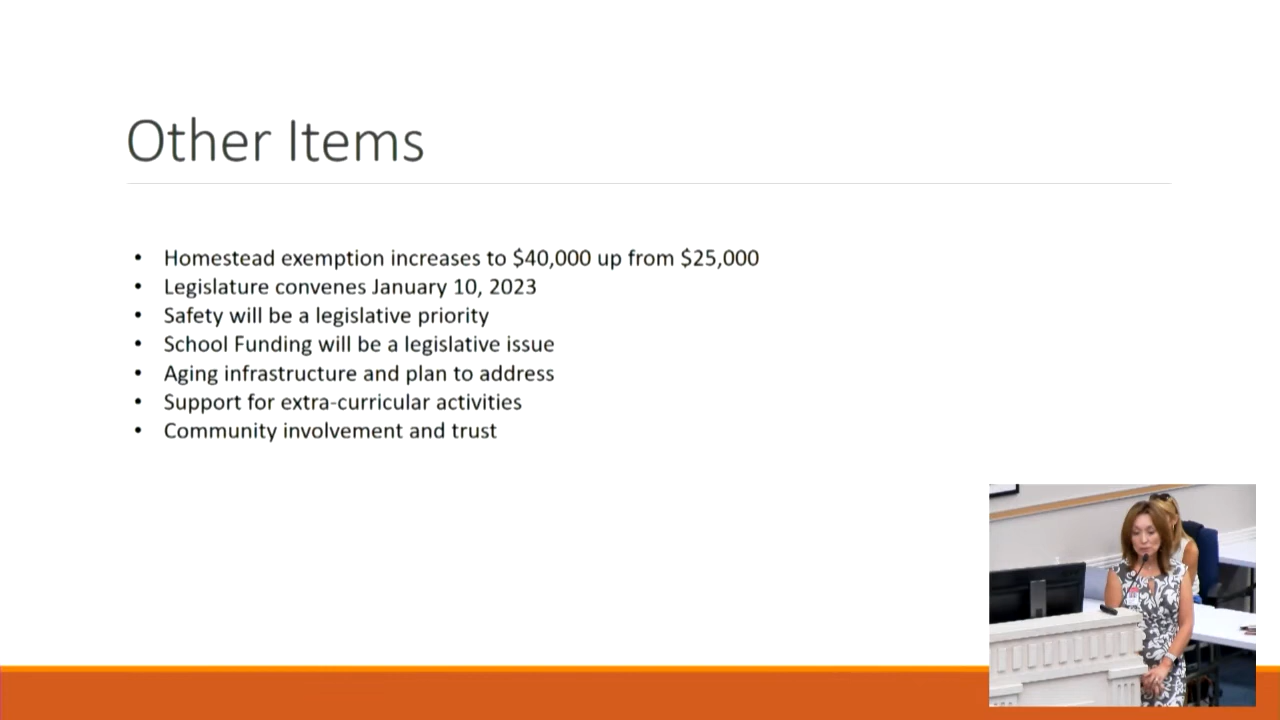 Other Items
• Homestead exemption increases to $40,000 up from $25,000
• Legislature convenes January 10, 2023
• Safety will be a legislative priority
• School Funding will be a legislative issue
• Aging infrastructure and plan to address
• Support for extra-curricular activities
• Community involvement and trust